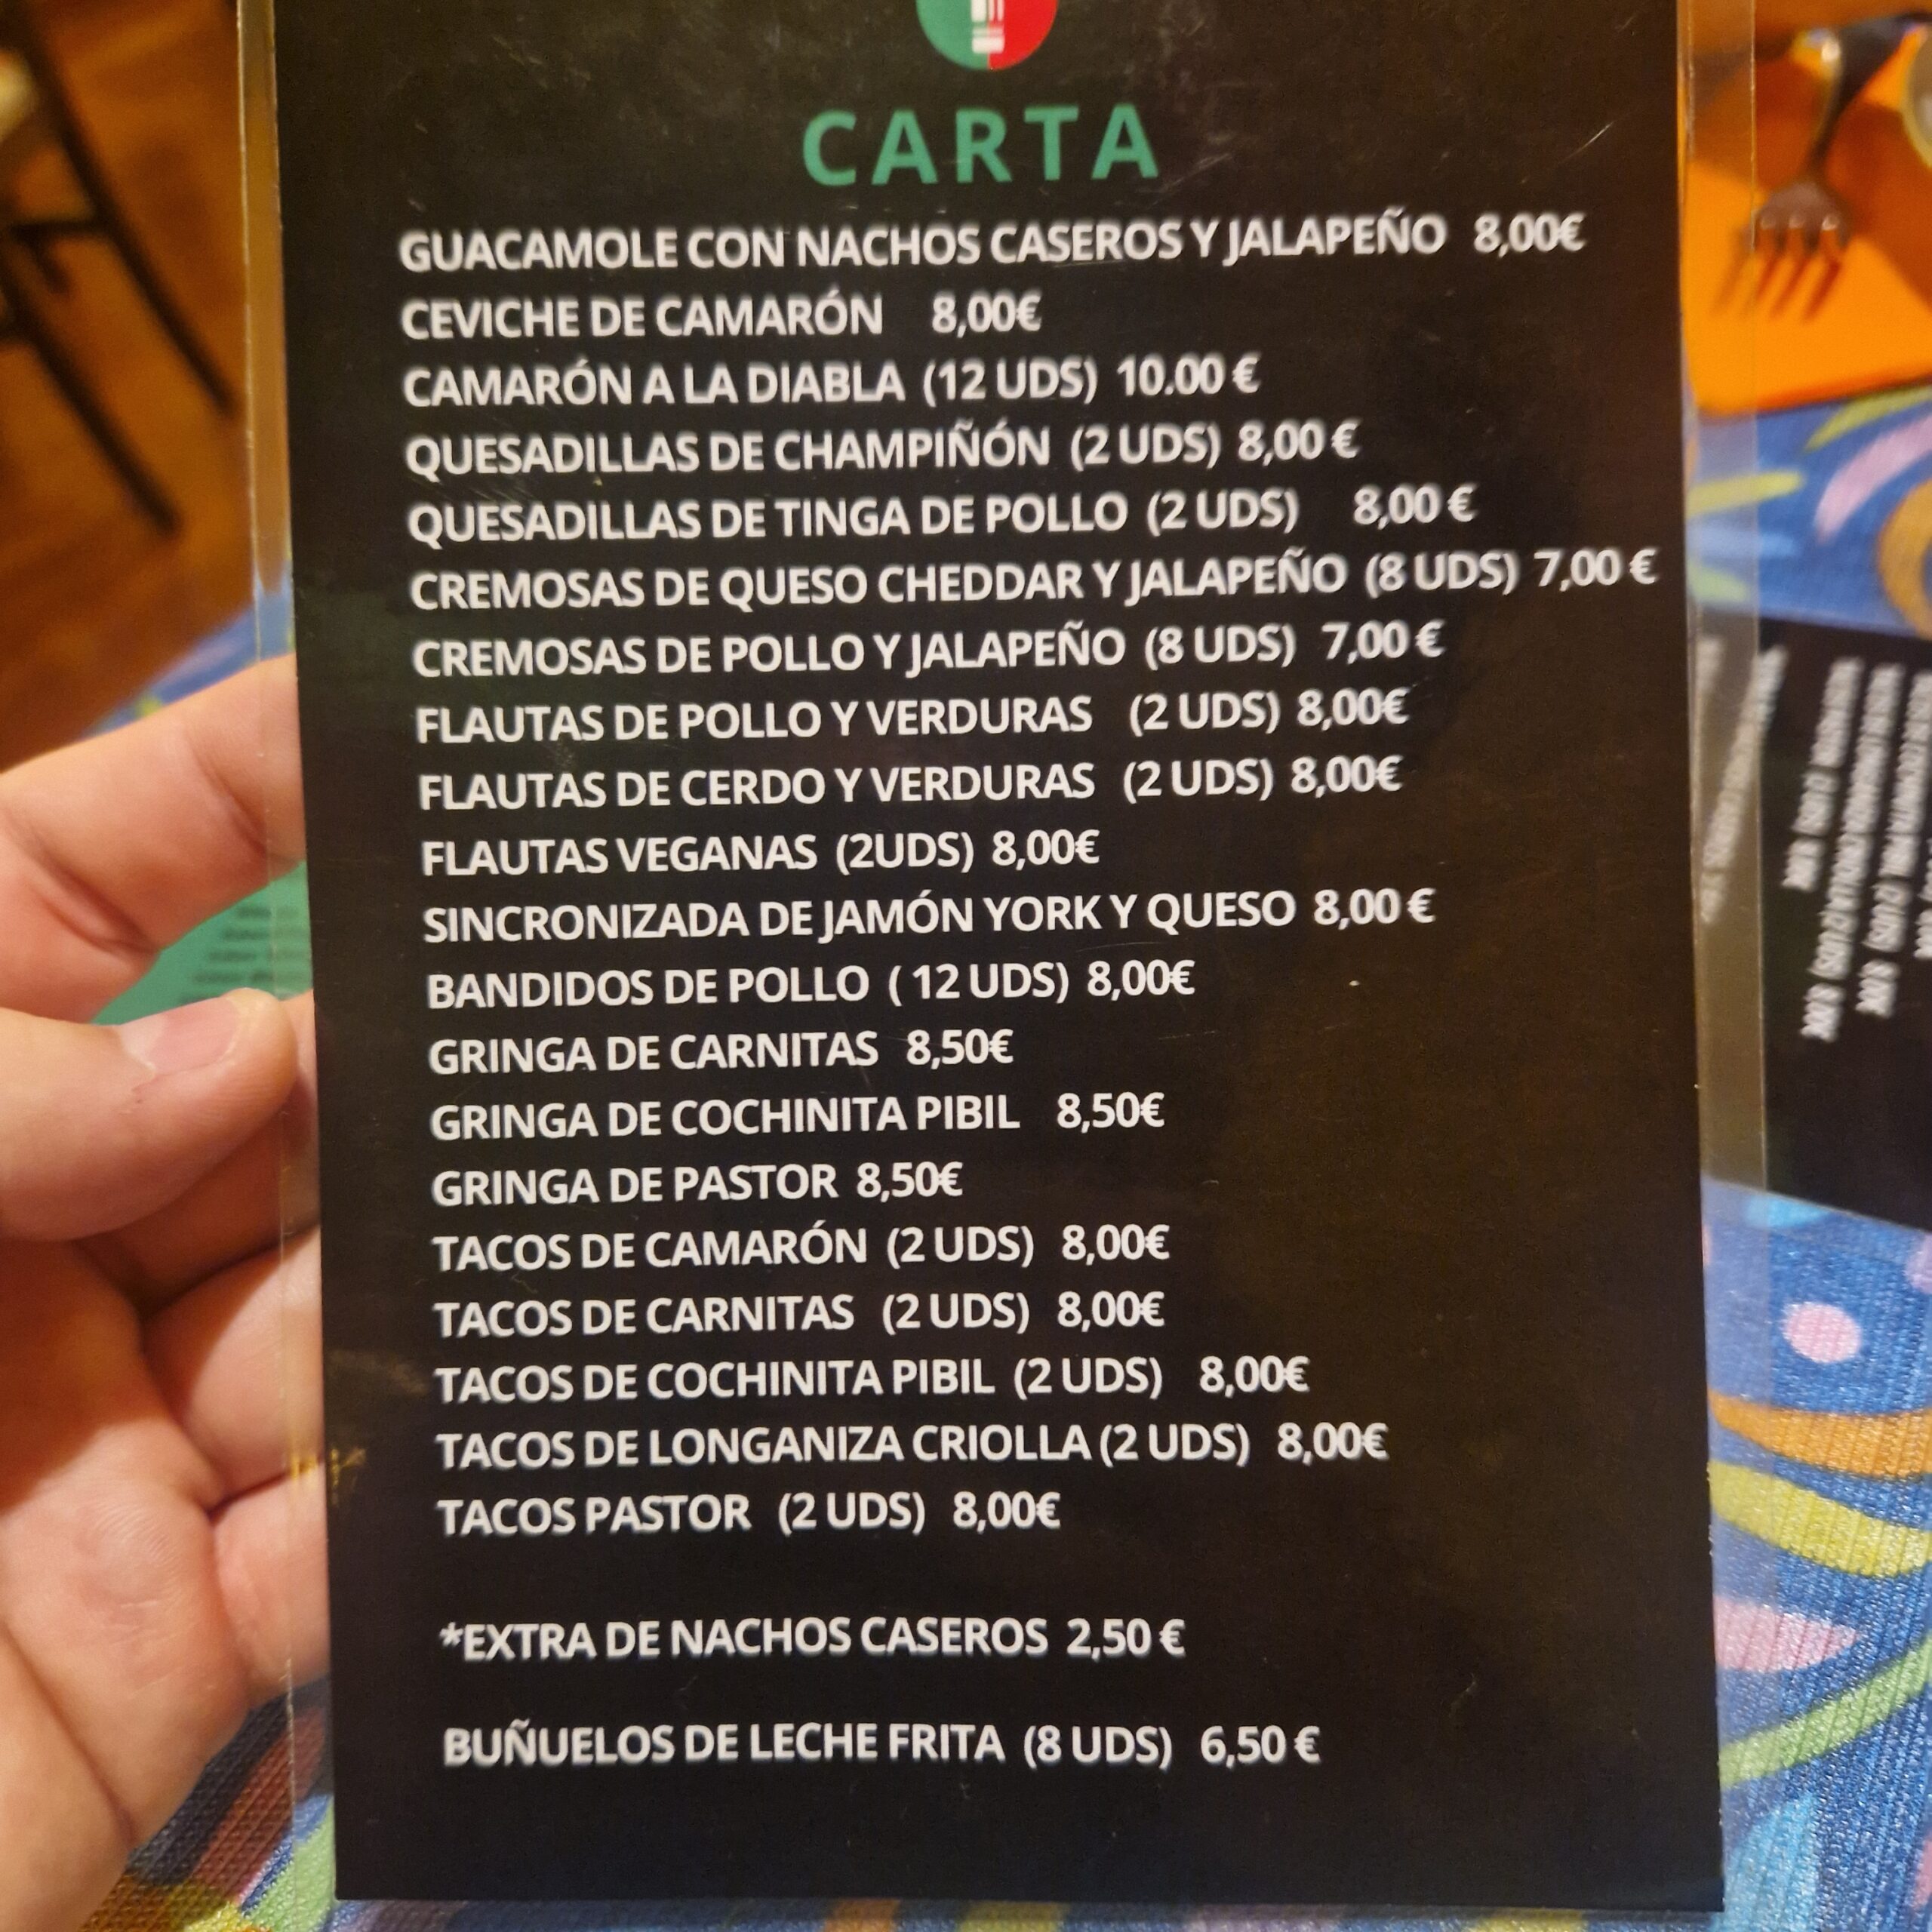 CARTA
GUACAMOLE CON NACHOS CASEROS Y JALAPEÑO 8,00€
CEVICHE DE CAMARÓN 8,00€
CAMARÓN A LA DIABLA (12 UDS) 10.00 €
QUESADILLAS DE CHAMPIÑÓN (2 UDS) 8,00 €
QUESADILLAS DE TINGA DE POLLO (2 UDS) 8,00 €
CREMOSAS DE QUESO CHEDDAR Y JALAPEÑO (8 UDS) 7,00 €
CREMOSAS DE POLLO Y JALAPEÑO (8 UDS) 7,00 €
FLAUTAS DE POLLO Y VERDURAS (2 UDS) 8,00€
FLAUTAS DE CERDO Y VERDURAS (2 UDS) 8,00€
FLAUTAS VEGANAS (2UDS) 8,00€
SINCRONIZADA DE JAMÓN YORK Y QUESO 8,00 €
BANDIDOS DE POLLO ( 12 UDS) 8,00€
GRINGA DE CARNITAS 8,50€
GRINGA DE COCHINITA PIBIL 8,50€
GRINGA DE PASTOR 8,50€
TACOS DE CAMARÓN (2 UDS) 8,00€
TACOS DE CARNITAS (2 UDS) 8,00€
TACOS DE COCHINITA PIBIL (2 UDS) 8,00€
TACOS DE LONGANIZA CRIOLLA (2 UDS) 8,00€
TACOS PASTOR (2 UDS) 8,00€
*EXTRA DE NACHOS CASEROS 2,50 €
BUÑUELOS DE LECHE FRITA (8 UDS) 6,50 €